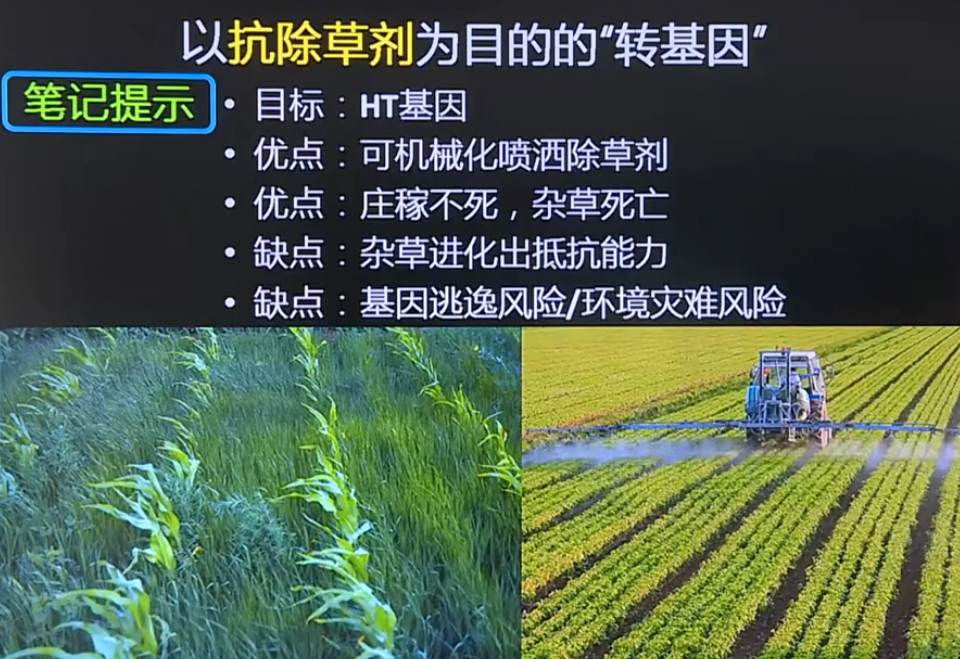 以抗除草剂为目的的“转基因”
笔记提示
• 目标：HT基因
• 优点：可机械化喷洒除草剂
• 优点：庄稼不死，杂草死亡
• 缺点：杂草进化出抵抗能力
• 缺点：基因逃逸风险/环境灾难风险